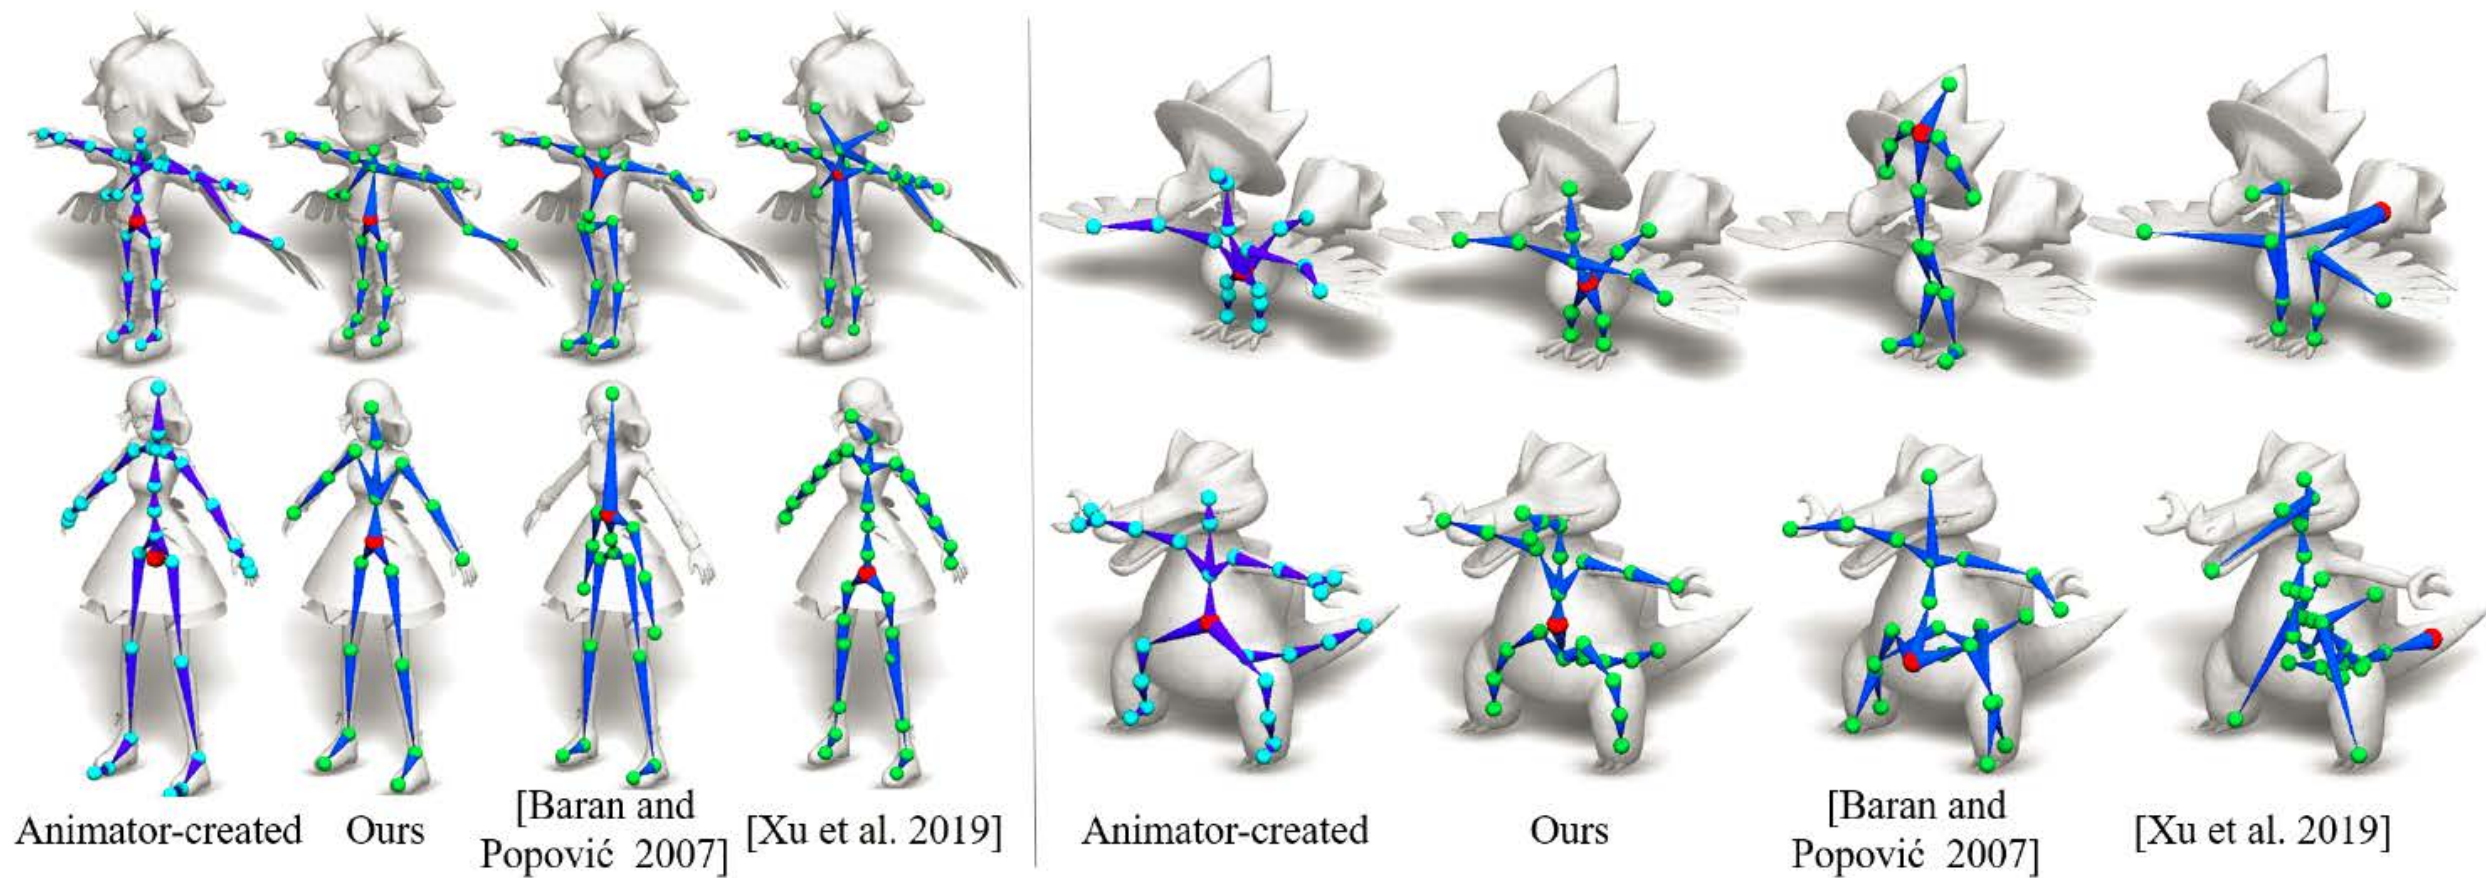 Animator-created
Ours
[Baran and
Popović 2007]
[Xu et al. 2019]
Animator-created
Ours
[Baran and
Popović 2007]
[Xu et al. 2019]